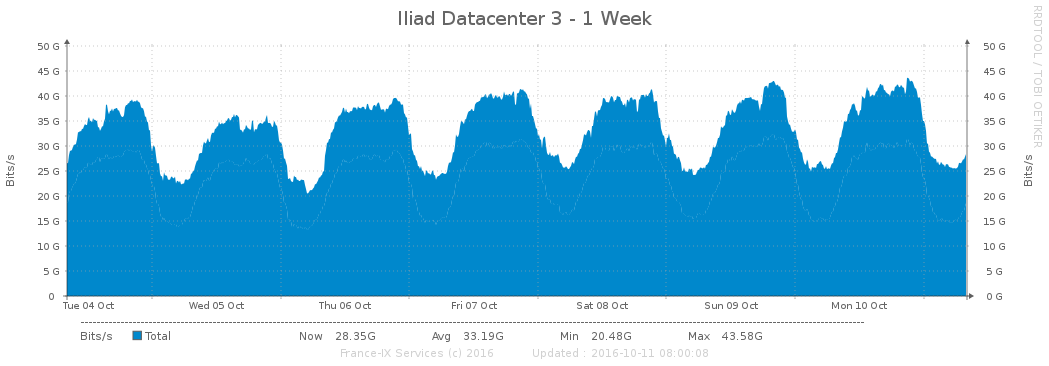 Iliad Datacenter 3 - 1 Week
RRDTOOL / TOBI OETIKER
50 G 50 G
45 G 45 G
40 G 40 G
35 G 35 G
30 G 30 G
25 G 25 G
20 G 20 G
15 G 15 G
10 G 10 G
5 G 5 G
0 0 G
Bits/s
Bits/s
Tue 04 Oct Wed 05 Oct Thu 06 Oct Fri 07 Oct Sat 08 Oct Sun 09 Oct Mon 10 Oct
Bits/s Total Now 28.35G Avg 33.19G Min 20.48G Max 43.58G
France-IX Services (c) 2016 Updated : 2016-10-11 08:00:08